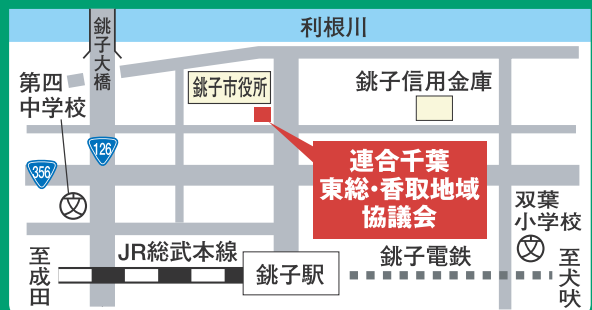 利根川
銚子大橋
第四
中学校
銚子市役所
銚子信用金庫
126
356
連合千葉
東総・香取地域
協議会
文
双葉
小学校
文
至成田
JR総武本線
銚子駅
銚子電鉄
至犬吠